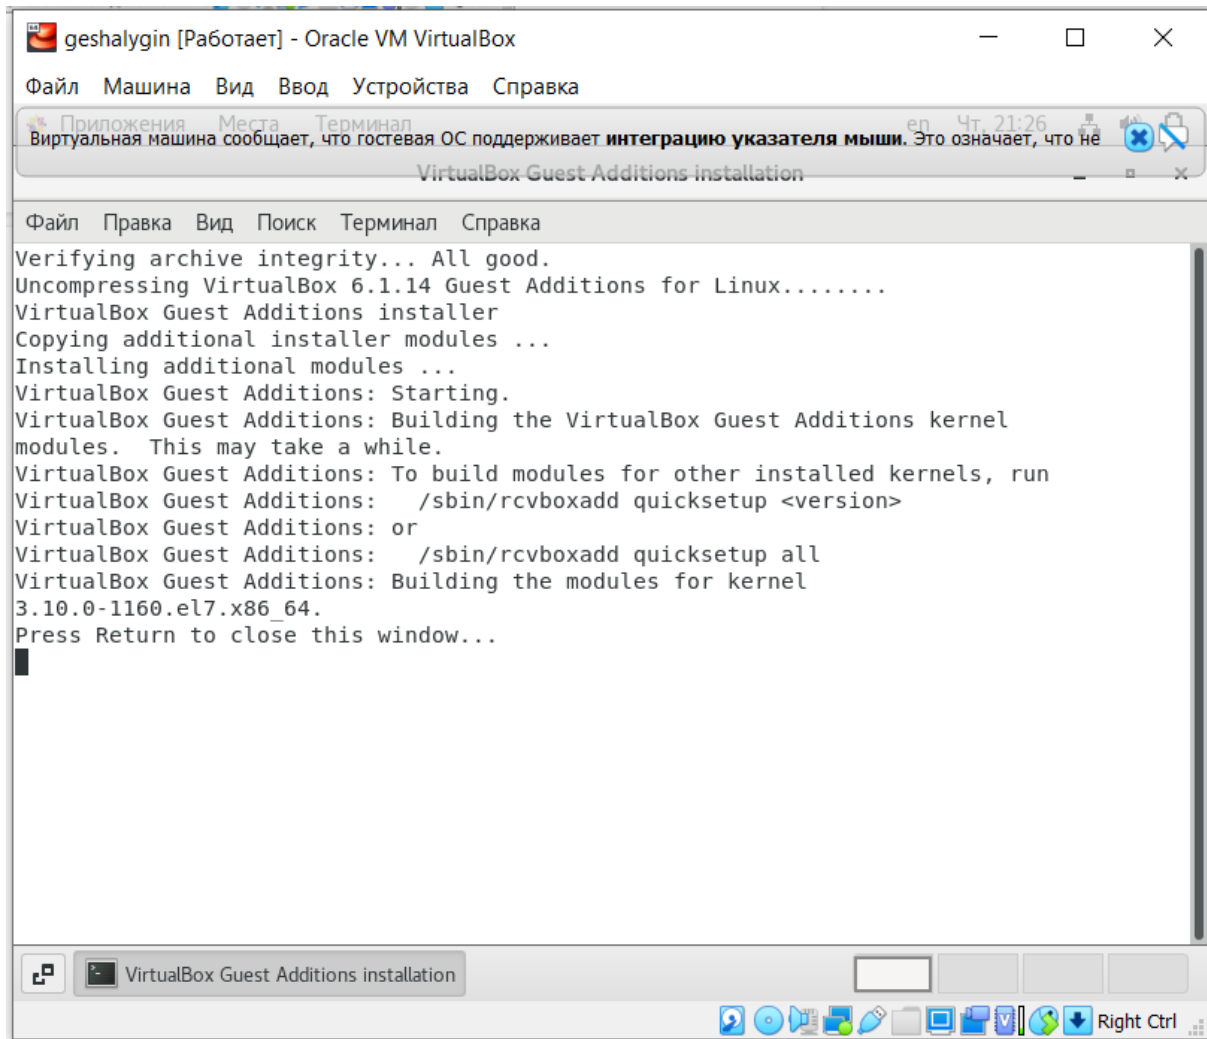 geshalygin [Работает] - Oracle VM VirtualBox
Файл Машина Вид Ввод Устройства Справка
Приложения Места Терминал en Чт, 21:26
Виртуальная машина сообщает, что гостевая ОС поддерживает интеграцию указателя мыши. Это означает, что не
VirtualBox Guest Additions installation
Файл Правка Вид Поиск Терминал Справка
Verifying archive integrity... All good.
Uncompressing VirtualBox 6.1.14 Guest Additions for Linux........
VirtualBox Guest Additions installer
Copying additional installer modules ...
Installing additional modules ...
VirtualBox Guest Additions: Starting.
VirtualBox Guest Additions: Building the VirtualBox Guest Additions kernel
modules.  This may take a while.
VirtualBox Guest Additions: To build modules for other installed kernels, run
VirtualBox Guest Additions:   /sbin/rcvboxadd quicksetup <version>
VirtualBox Guest Additions: or
VirtualBox Guest Additions:   /sbin/rcvboxadd quicksetup all
VirtualBox Guest Additions: Building the modules for kernel
3.10.0-1160.el7.x86_64.
Press Return to close this window...
VirtualBox Guest Additions installation
Right Ctrl